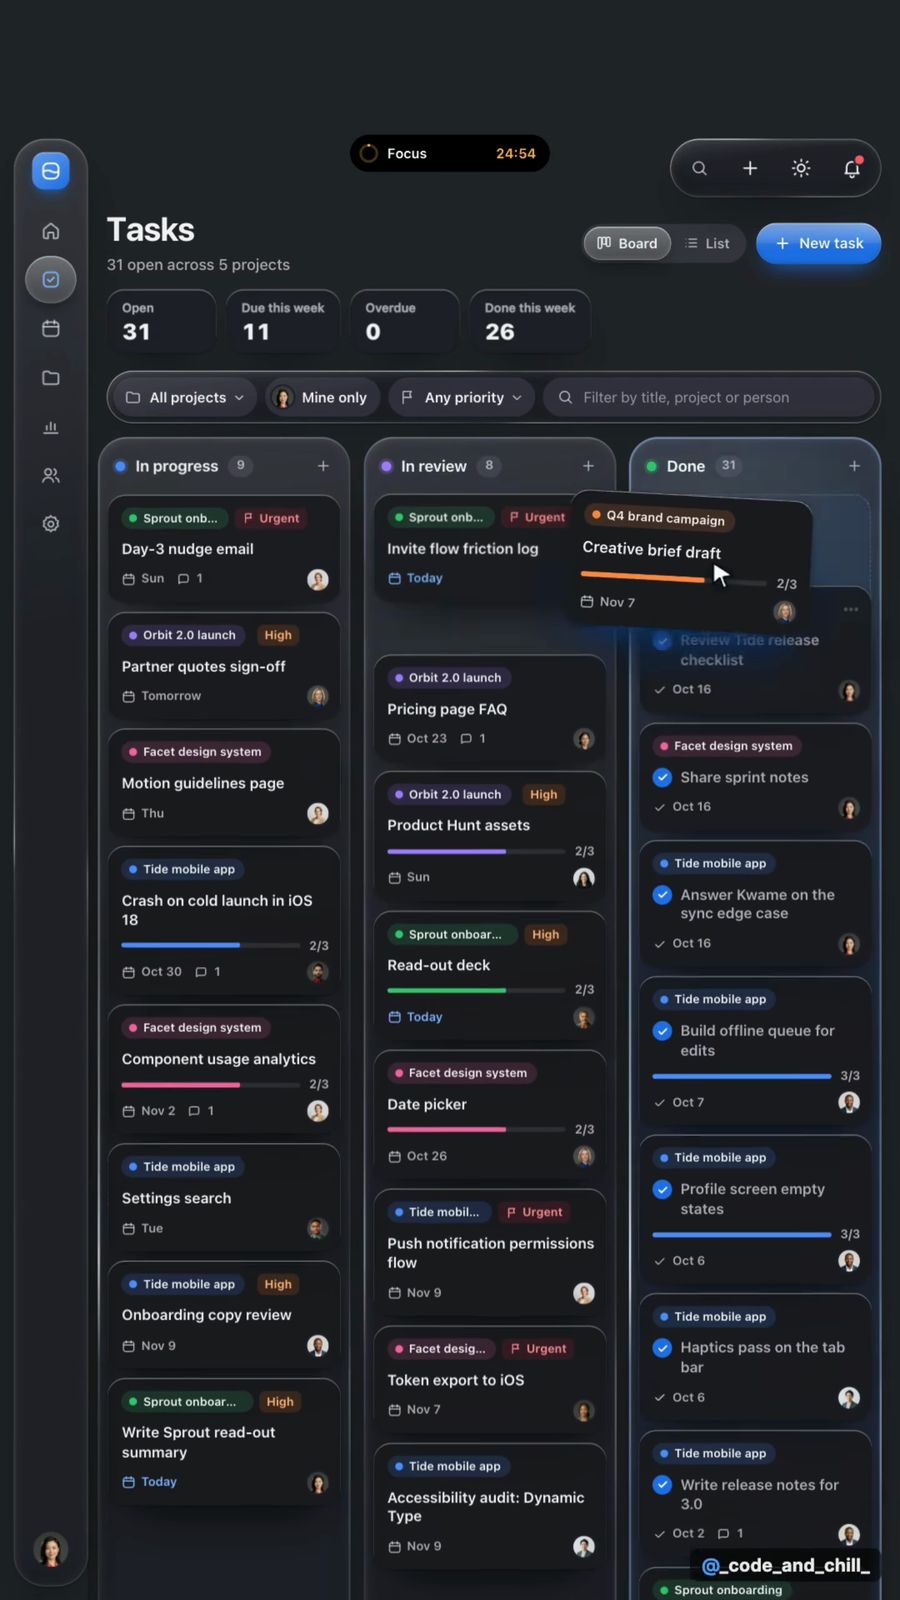 Focus 24:54
Tasks
31 open across 5 projects
Board
List
+ New task
Open
31
Due this week
11
Overdue
0
Done this week
26
All projects
Mine only
Any priority
Filter by title, project or person
In progress 9 +
Sprout onb... Urgent
Day-3 nudge email
Sun 1
Orbit 2.0 launch High
Partner quotes sign-off
Tomorrow
Facet design system
Motion guidelines page
Thu
Tide mobile app
Crash on cold launch in iOS
18
2/3
Oct 30 1
Facet design system
Component usage analytics
2/3
Nov 2 1
Tide mobile app
Settings search
Tue
Tide mobile app High
Onboarding copy review
Nov 9
Sprout onboar... High
Write Sprout read-out
summary
Today
In review 8 +
Sprout onb... Urgent
Invite flow friction log
Today
Orbit 2.0 launch
Pricing page FAQ
Oct 23 1
Orbit 2.0 launch High
Product Hunt assets
2/3
Sun
Sprout onboar... High
Read-out deck
2/3
Today
Facet design system
Date picker
2/3
Oct 26
Tide mobil... Urgent
Push notification permissions
flow
Nov 9
Facet desig... Urgent
Token export to iOS
Nov 7
Tide mobile app
Accessibility audit: Dynamic
Type
Nov 9
Done 31 +
Q4 brand campaign
Creative brief draft
2/3
Nov 7
Review Tide release
checklist
Oct 16
Facet design system
Share sprint notes
Oct 16
Tide mobile app
Answer Kwame on the
sync edge case
Oct 16
Tide mobile app
Build offline queue for
edits
3/3
Oct 7
Tide mobile app
Profile screen empty
states
3/3
Oct 6
Tide mobile app
Haptics pass on the tab
bar
Oct 6
Tide mobile app
Write release notes for
3.0
Oct 2 1
Sprout onboarding
@_code_and_chill_